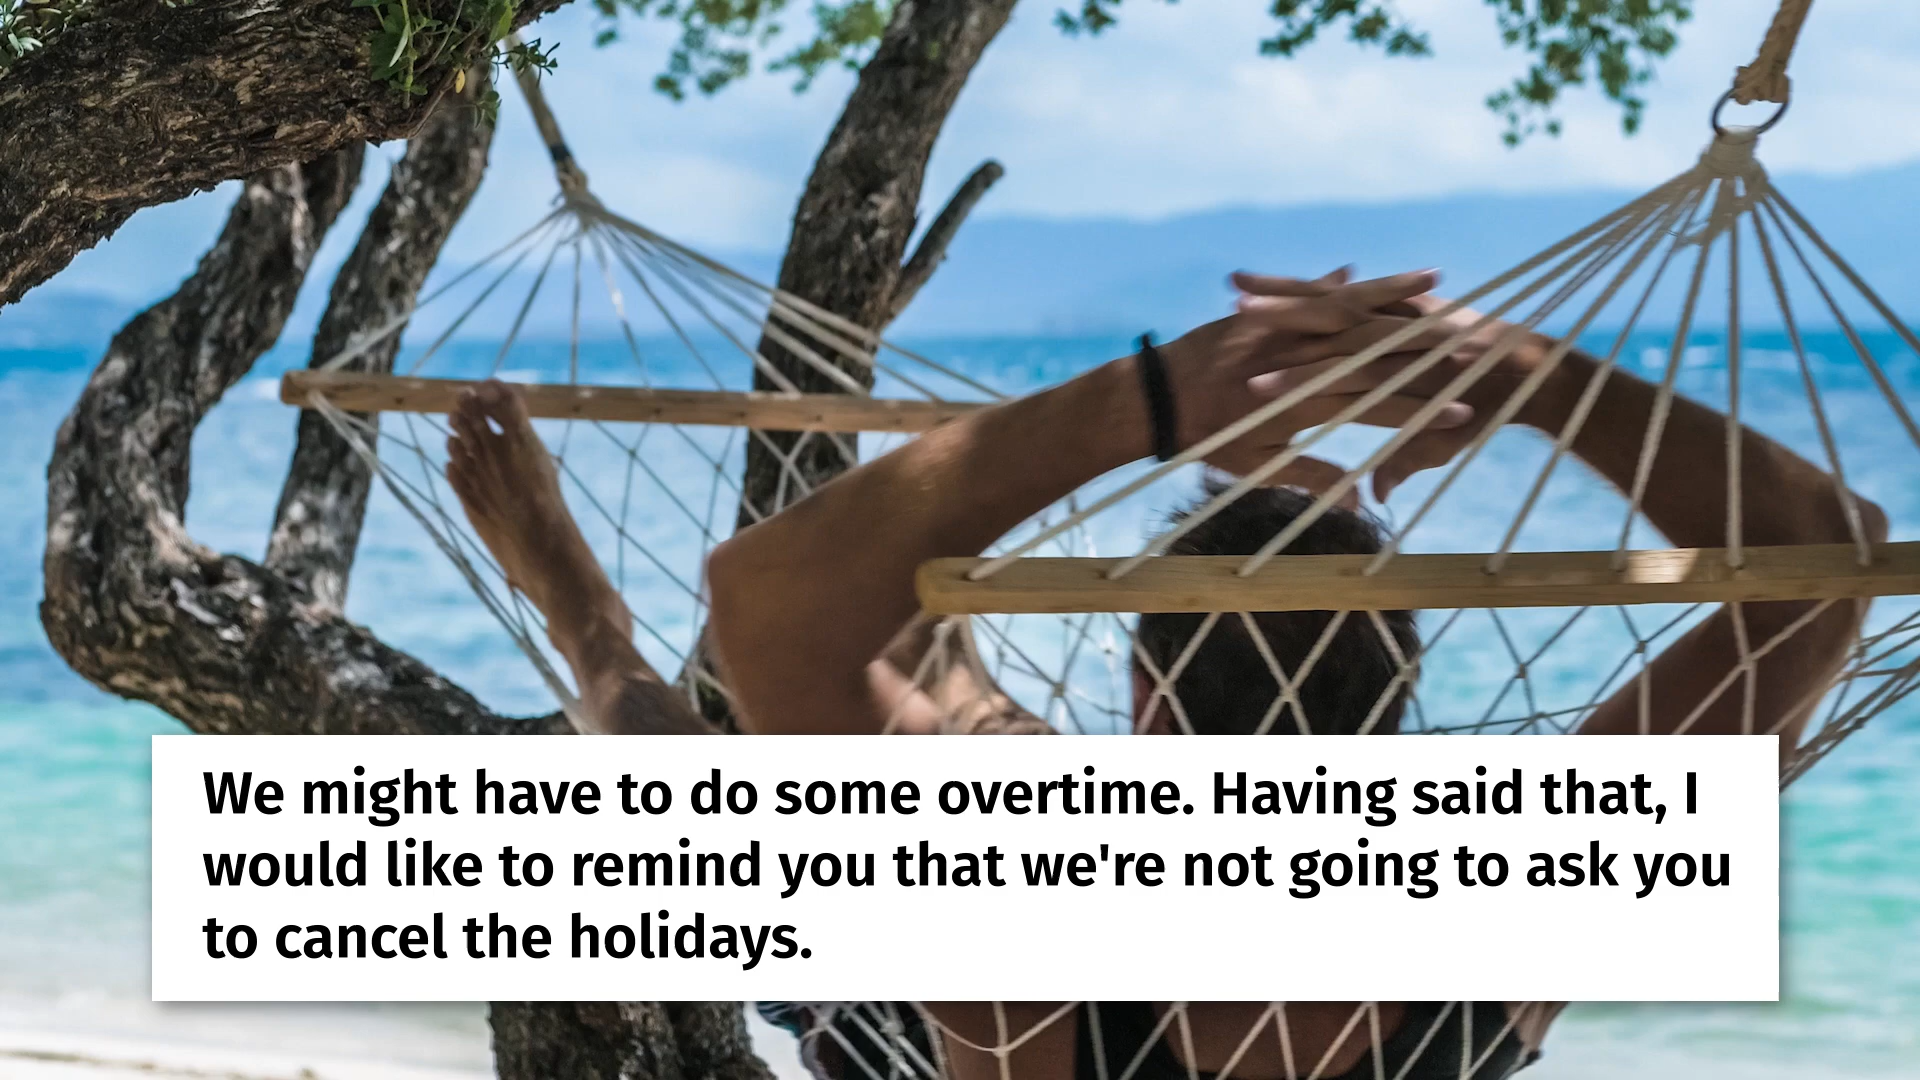 We might have to do some overtime. Having said that, I
would like to remind you that we're not going to ask you
to cancel the holidays.